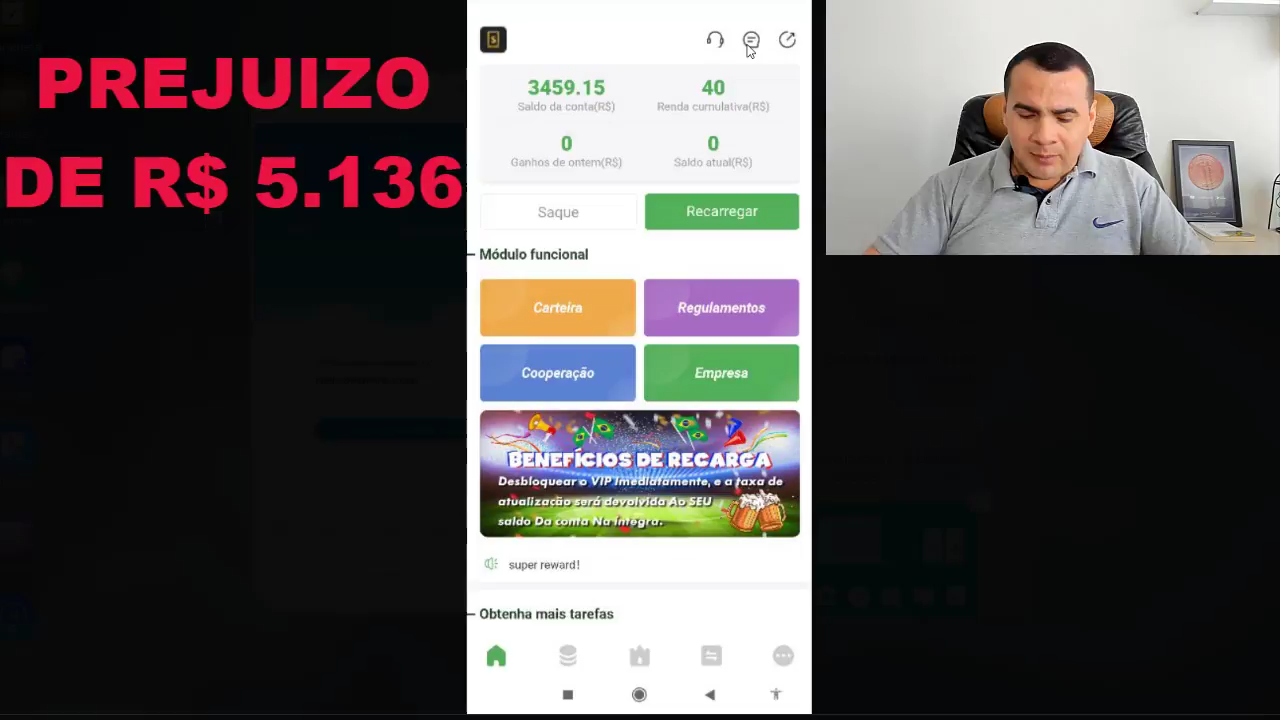 PREJUIZO
DE R$ 5.136
3459.15
Saldo da conta(R$)
40
Renda cumulativa(R$)
0
Ganhos de ontem(R$)
0
Saldo atual(R$)
Saque
Recarregar
Módulo funcional
Carteira
Regulamentos
Cooperação
Empresa
BENEFÍCIOS DE RECARGA
Desbloquear o VIP imediatamente, e a taxa de
atualização será devolvida Ao SEU
saldo Da conta Na íntegra.
super reward!
Obtenha mais tarefas